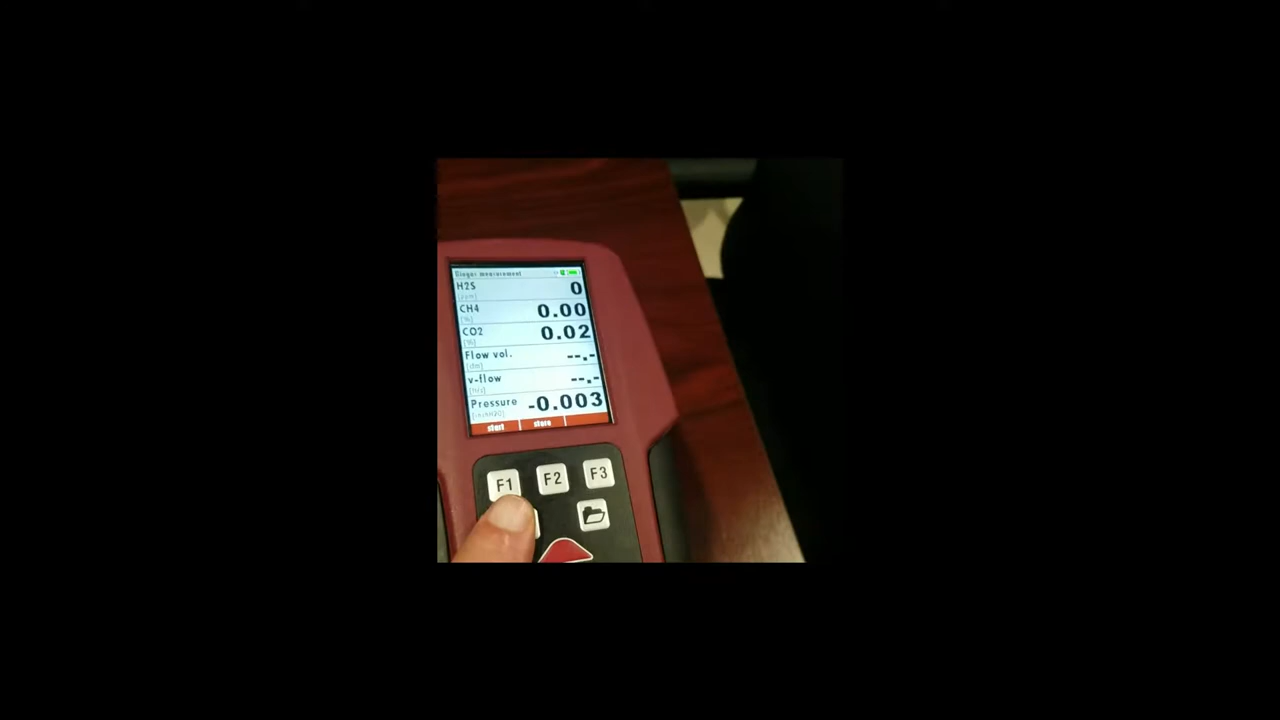 Biogas measurement
H2S 0
[ppm]
CH4 0.00
[%]
CO2 0.02
[%]
Flow vol. --.-
[dm]
v-flow --.-
[ft/s]
Pressure -0.003
[inchH2O]
start store
F1 F2 F3